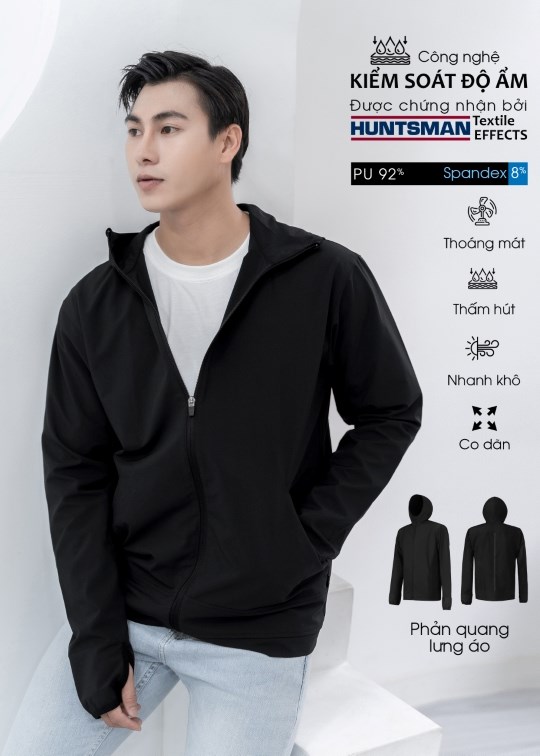 Công nghệ
KIỂM SOÁT ĐỘ ẨM
Được chứng nhận bởi
HUNTSMAN Textile EFFECTS
PU 92% Spandex 8%
Thoáng mát
Thấm hút
Nhanh khô
Co dãn
Phản quang
lưng áo